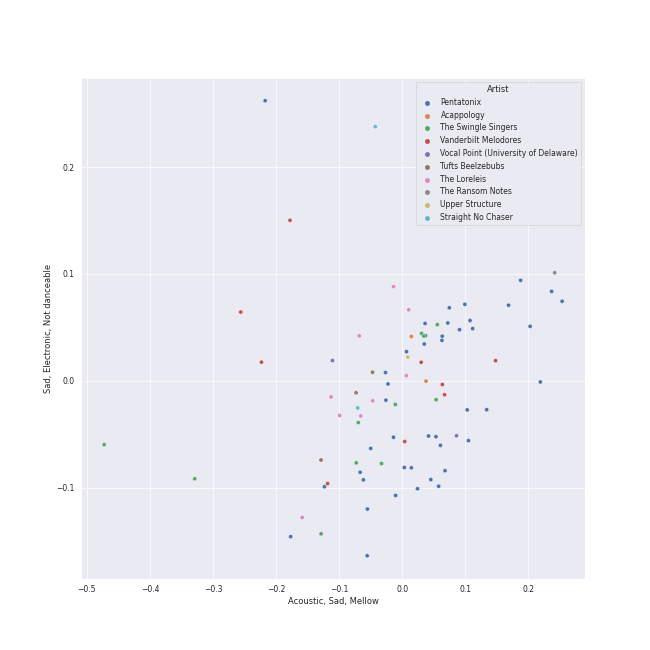 Artist
Pentatonix
Acappology
The Swingle Singers
Vanderbilt Melodores
Vocal Point (University of Delaware)
Tufts Beelzebubs
The Loreleis
The Ransom Notes
Upper Structure
Straight No Chaser
Sad, Electronic, Not danceable
0.2
0.1
0.0
−0.1
−0.5
−0.4
−0.3
−0.2
−0.1
0.0
0.1
0.2
Acoustic, Sad, Mellow